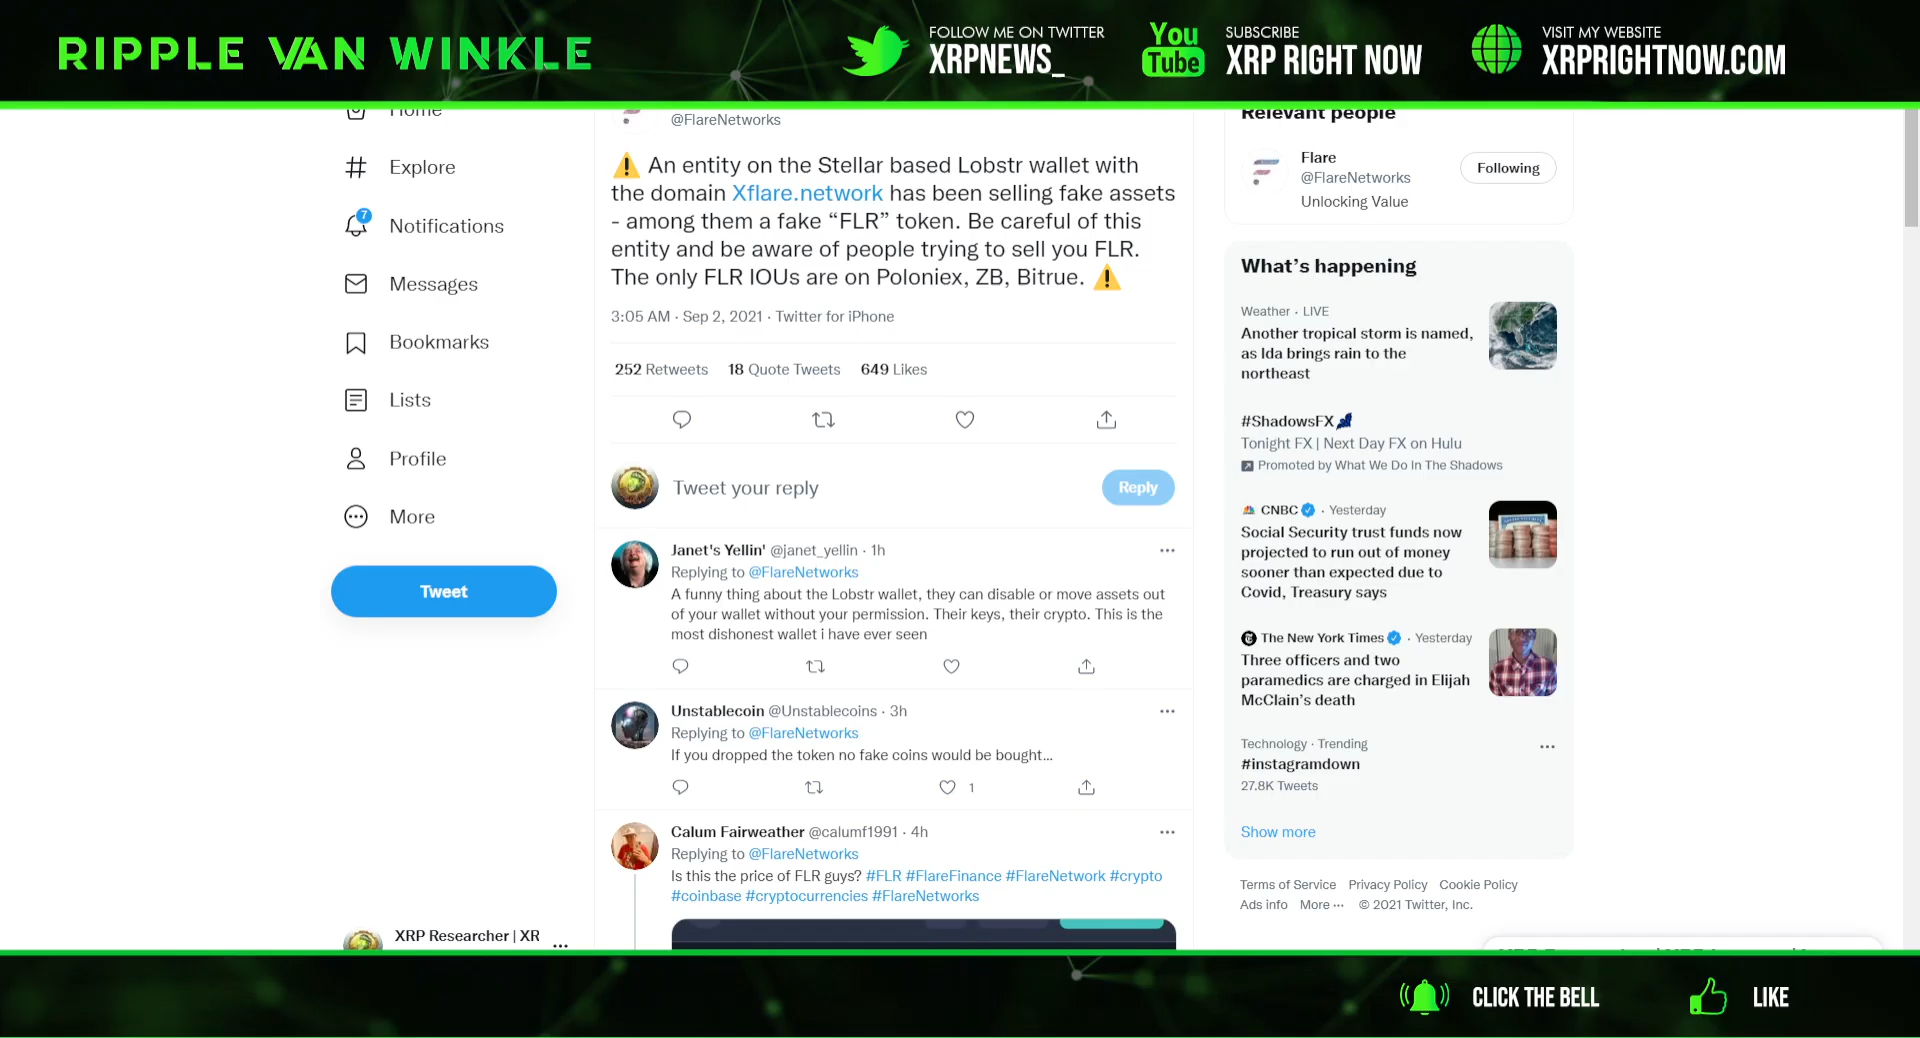 RIPPLE VAN WINKLE
FOLLOW ME ON TWITTER
XRPNEWS_
You
Tube
SUBSCRIBE
XRP RIGHT NOW
VISIT MY WEBSITE
XRPRIGHTNOW.COM
Home
Explore
7
Notifications
Messages
Bookmarks
Lists
Profile
More
Tweet
XRP Researcher | XR
@FlareNetworks
⚠️ An entity on the Stellar based Lobstr wallet with
the domain Xflare.network has been selling fake assets
- among them a fake “FLR” token. Be careful of this
entity and be aware of people trying to sell you FLR.
The only FLR IOUs are on Poloniex, ZB, Bitrue. ⚠️
3:05 AM · Sep 2, 2021 · Twitter for iPhone
252 Retweets 18 Quote Tweets 649 Likes
Tweet your reply
Reply
Janet's Yellin' @janet_yellin · 1h
Replying to @FlareNetworks
A funny thing about the Lobstr wallet, they can disable or move assets out
of your wallet without your permission. Their keys, their crypto. This is the
most dishonest wallet i have ever seen
Unstablecoin @Unstablecoins · 3h
Replying to @FlareNetworks
If you dropped the token no fake coins would be bought...
1
Calum Fairweather @calumf1991 · 4h
Replying to @FlareNetworks
Is this the price of FLR guys? #FLR #FlareFinance #FlareNetwork #crypto
#coinbase #cryptocurrencies #FlareNetworks
Relevant people
Flare
@FlareNetworks
Following
Unlocking Value
What’s happening
Weather · LIVE
Another tropical storm is named,
as Ida brings rain to the
northeast
#ShadowsFX
Tonight FX | Next Day FX on Hulu
Promoted by What We Do In The Shadows
CNBC · Yesterday
Social Security trust funds now
projected to run out of money
sooner than expected due to
Covid, Treasury says
The New York Times · Yesterday
Three officers and two
paramedics are charged in Elijah
McClain’s death
Technology · Trending
#instagramdown
27.8K Tweets
Show more
Terms of Service Privacy Policy Cookie Policy
Ads info More ··· © 2021 Twitter, Inc.
CLICK THE BELL
LIKE